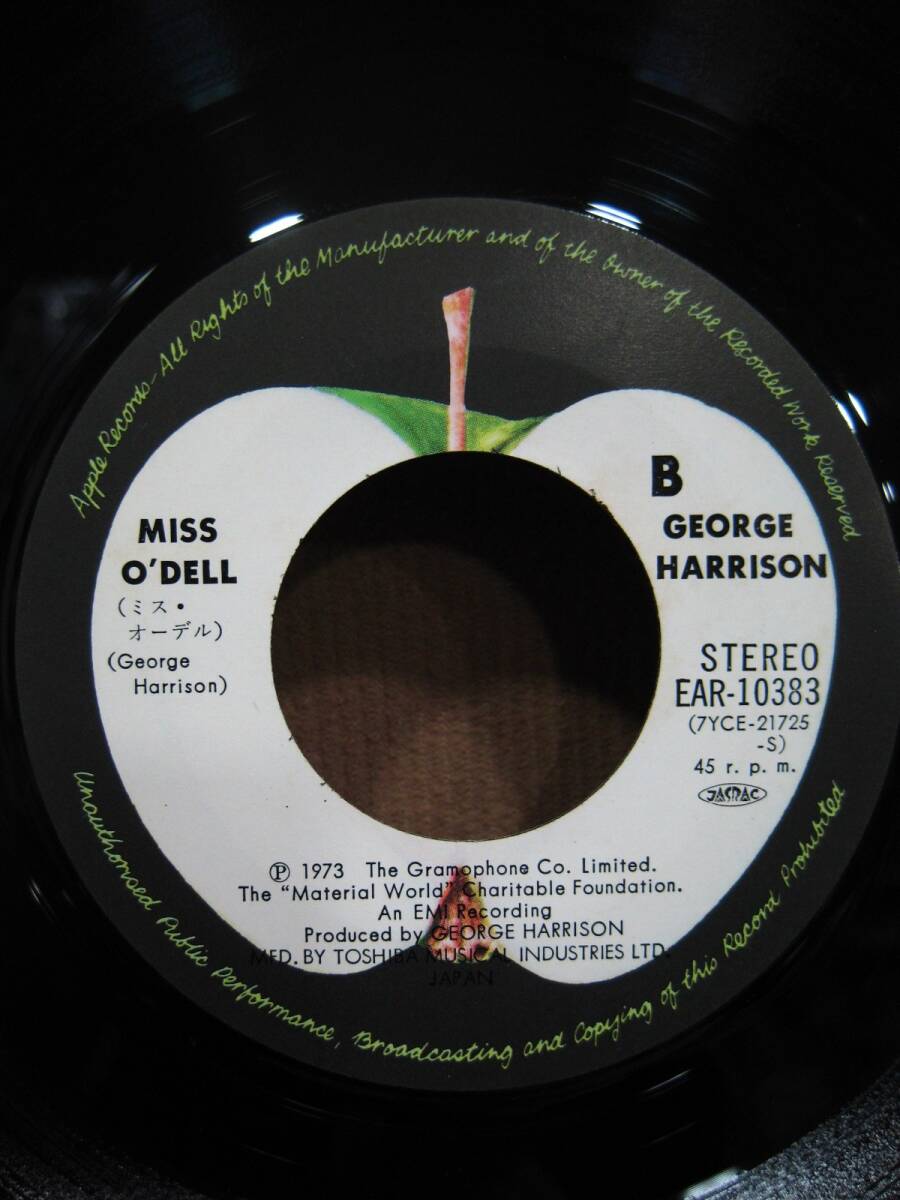 Apple Records-All Rights of the Manufacturer and of the Owner of the Recorded Work Reserved
MISS
O'DELL
(ミス・
オーデル)
(George
Harrison)
B
GEORGE
HARRISON
STEREO
EAR-10383
(7YCE-21725
-S)
45 r. p. m.
JASRAC
Ⓟ 1973 The Gramophone Co. Limited.
The "Material World" Charitable Foundation.
An EMI Recording
Produced by GEORGE HARRISON
MFD. BY TOSHIBA MUSICAL INDUSTRIES LTD.
JAPAN
Unauthorised Public Performance, Broadcasting and Copying of this Record Prohibited